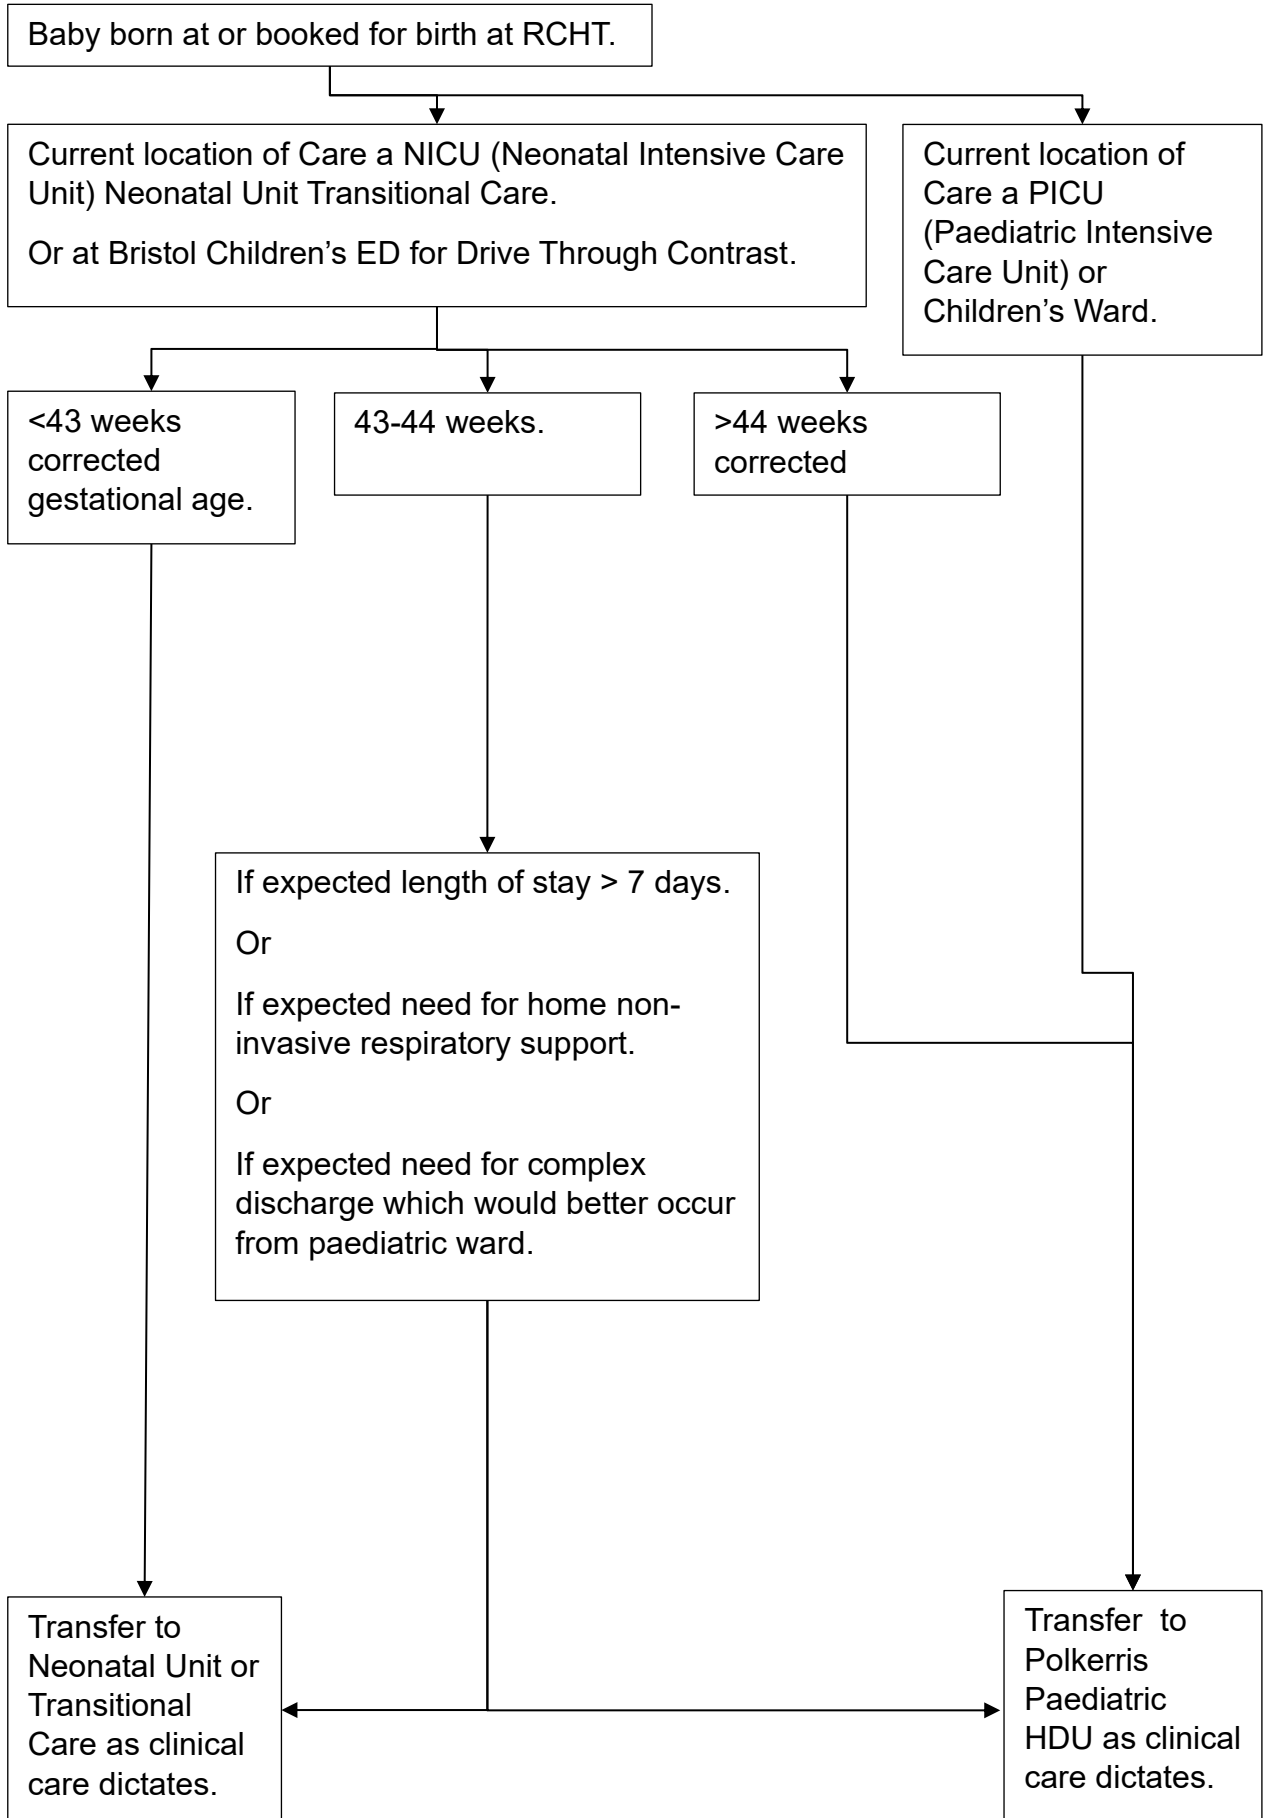 Baby born at or booked for birth at RCHT.
Current location of Care a NICU (Neonatal Intensive Care
Unit) Neonatal Unit Transitional Care.
Or at Bristol Children’s ED for Drive Through Contrast.
Current location of
Care a PICU
(Paediatric Intensive
Care Unit) or
Children’s Ward.
<43 weeks
corrected
gestational age.
43-44 weeks.
>44 weeks
corrected
If expected length of stay > 7 days.
Or
If expected need for home non-
invasive respiratory support.
Or
If expected need for complex
discharge which would better occur
from paediatric ward.
Transfer to
Neonatal Unit or
Transitional
Care as clinical
care dictates.
Transfer  to
Polkerris
Paediatric
HDU as clinical
care dictates.